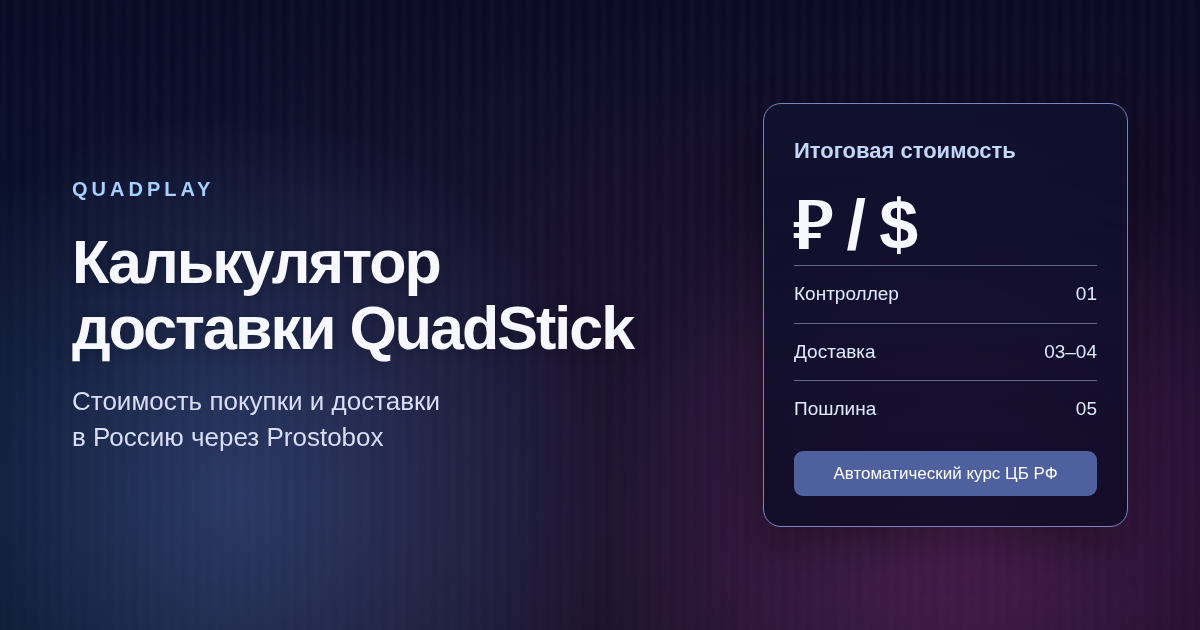 QUADPLAY
Калькулятор
доставки QuadStick
Стоимость покупки и доставки
в Россию через Prostobox
Итоговая стоимость
₽ / $
Контроллер 01
Доставка 03–04
Пошлина 05
Автоматический курс ЦБ РФ